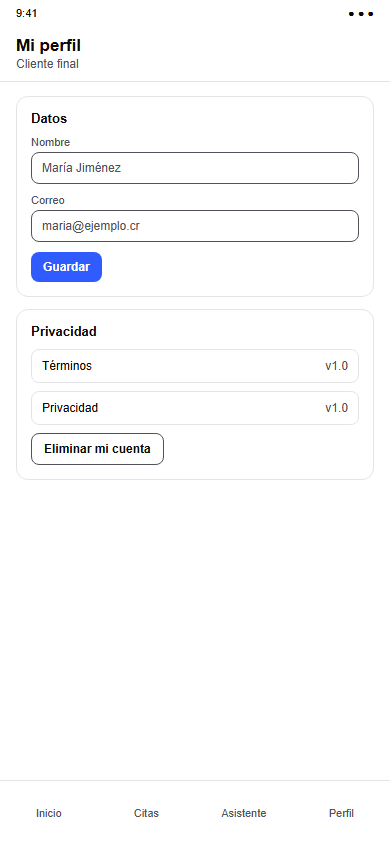 9:41
Mi perfil
Cliente final
Datos
Nombre
María Jiménez
Correo
maria@ejemplo.cr
Guardar
Privacidad
Términos v1.0
Privacidad v1.0
Eliminar mi cuenta
Inicio Citas Asistente Perfil